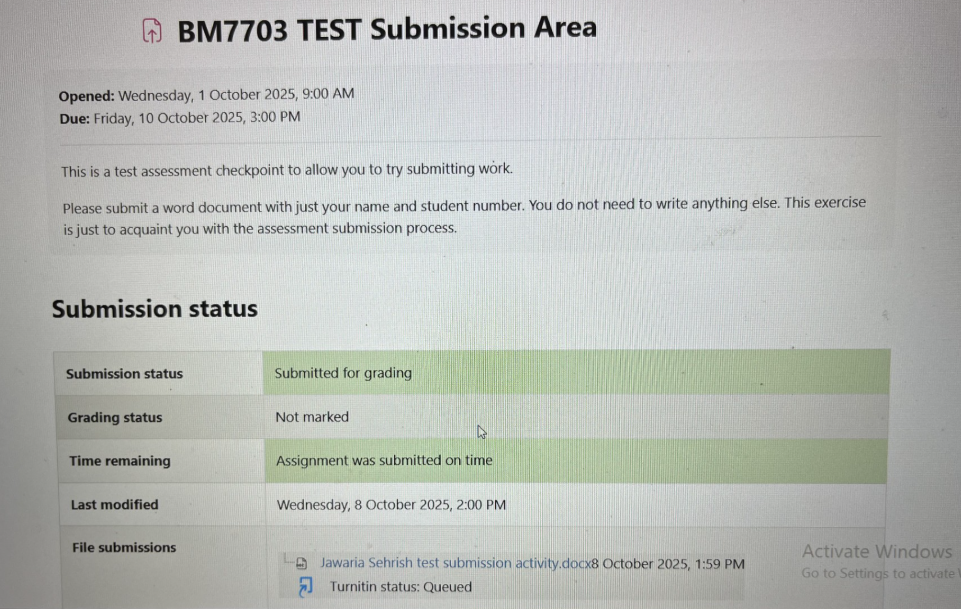 BM7703 TEST Submission Area
Opened: Wednesday, 1 October 2025, 9:00 AM
Due: Friday, 10 October 2025, 3:00 PM
This is a test assessment checkpoint to allow you to try submitting work.
Please submit a word document with just your name and student number. You do not need to write anything else. This exercise
is just to acquaint you with the assessment submission process.
Submission status
Submission status Submitted for grading
Grading status Not marked
Time remaining Assignment was submitted on time
Last modified Wednesday, 8 October 2025, 2:00 PM
File submissions
Jawaria Sehrish test submission activity.docx8 October 2025, 1:59 PM
Turnitin status: Queued
Activate Windows
Go to Settings to activate